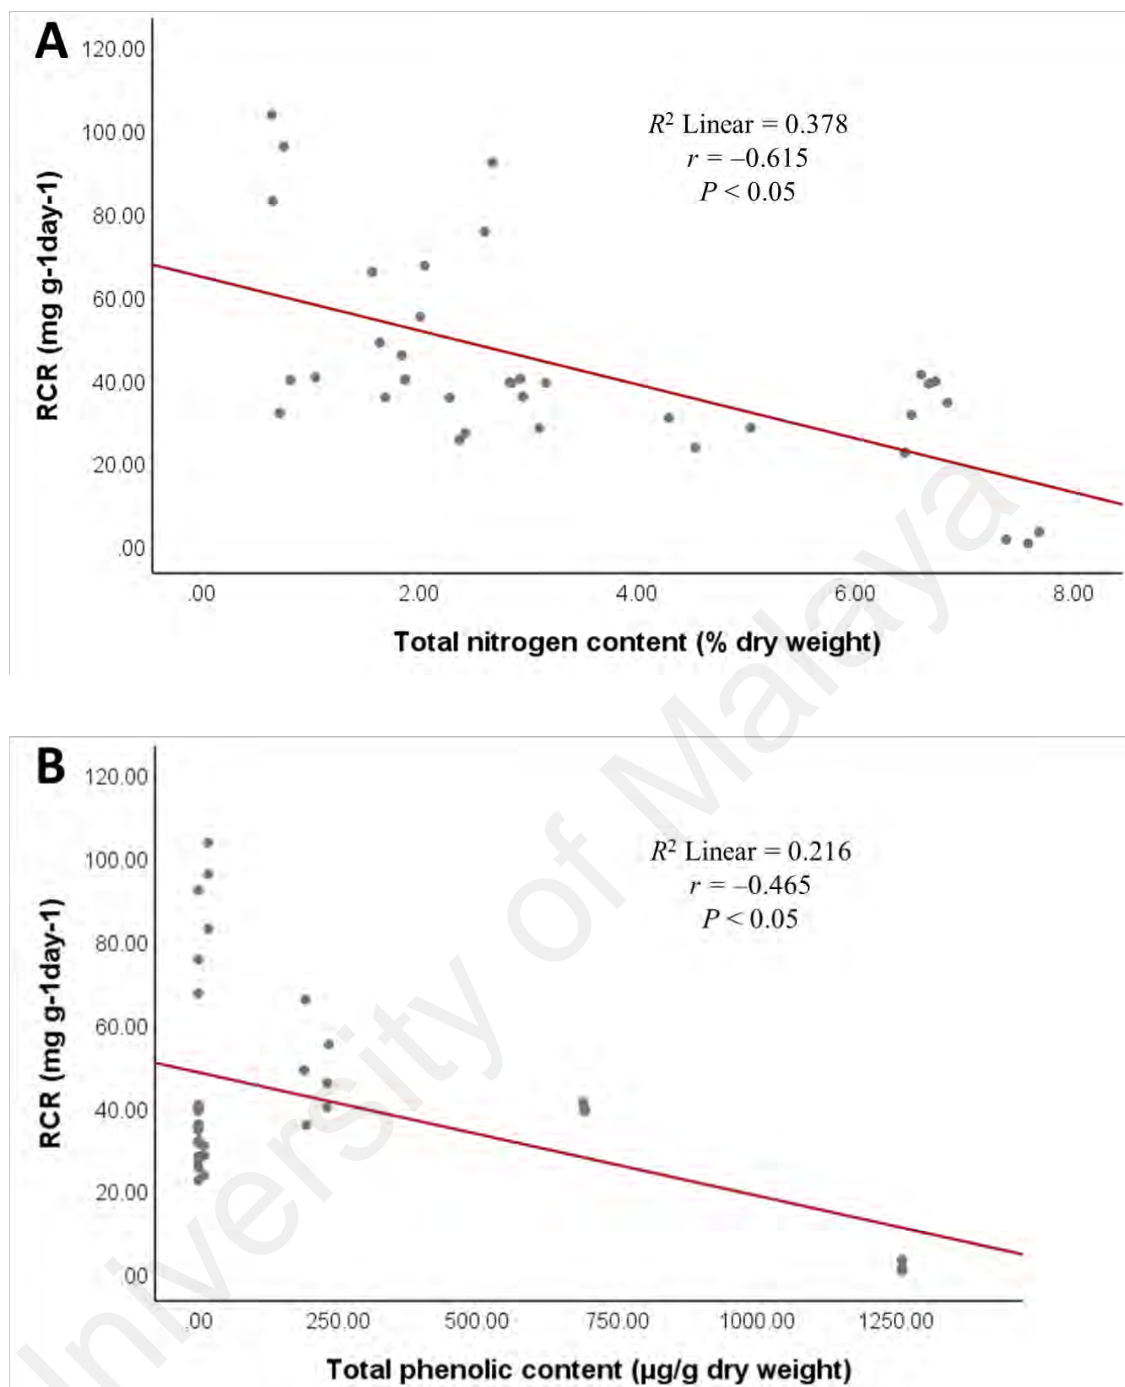 A
120.00
100.00
80.00
60.00
40.00
20.00
.00
RCR (mg g-1day-1)
R² Linear = 0.378
r = –0.615
P < 0.05
.00 2.00 4.00 6.00 8.00
Total nitrogen content (% dry weight)
B
120.00
100.00
80.00
60.00
40.00
20.00
.00
RCR (mg g-1day-1)
R² Linear = 0.216
r = –0.465
P < 0.05
.00 250.00 500.00 750.00 1000.00 1250.00
Total phenolic content (µg/g dry weight)
University of Malaya